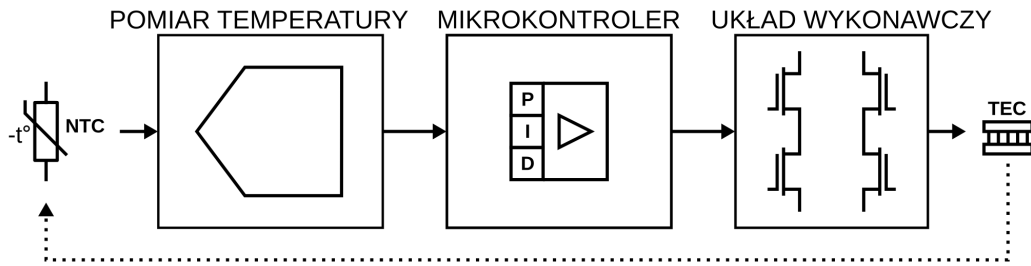 POMIAR TEMPERATURY
MIKROKONTROLER
UKŁAD WYKONAWCZY
-t°
NTC
P
I
D
TEC